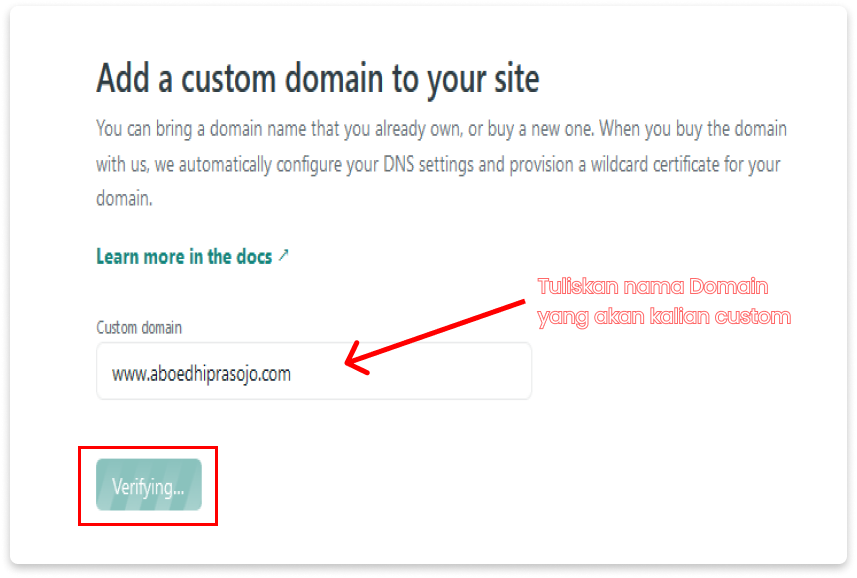 Add a custom domain to your site
You can bring a domain name that you already own, or buy a new one. When you buy the domain
with us, we automatically configure your DNS settings and provision a wildcard certificate for your
domain.
Learn more in the docs ↗
Tuliskan nama Domain
yang akan kalian custom
Custom domain
www.aboedhiprasojo.com
Verifying...